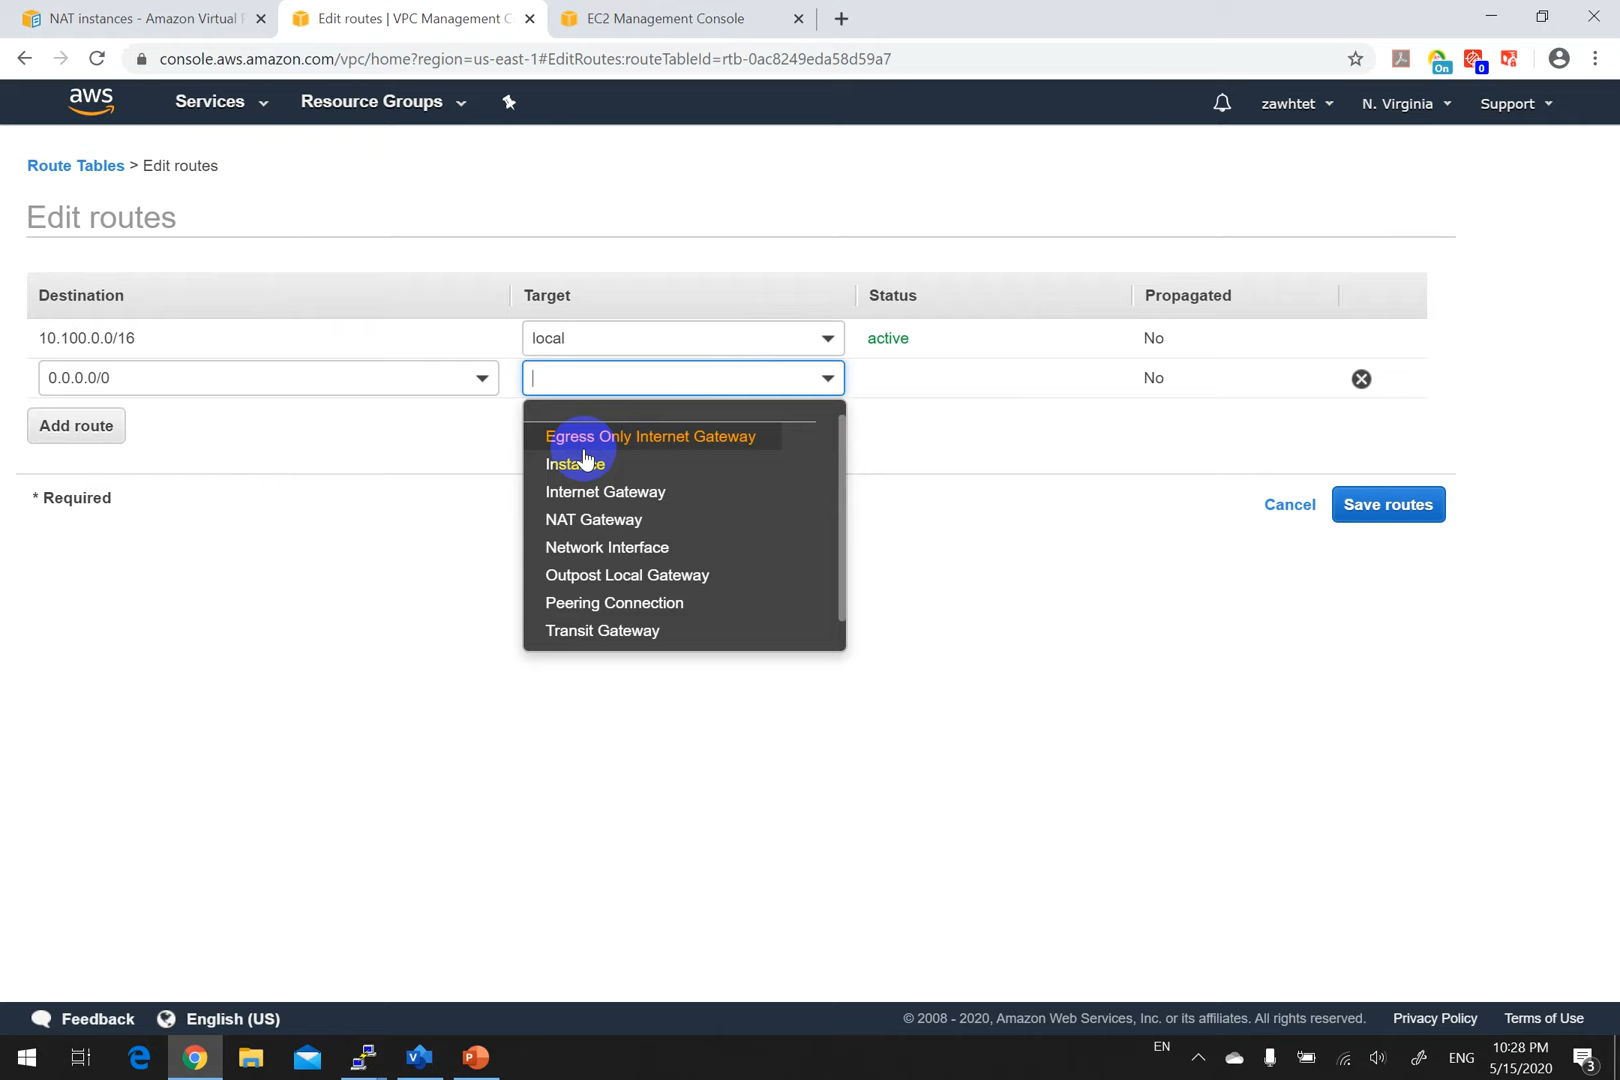 NAT instances - Amazon Virtual P
Edit routes | VPC Management C
EC2 Management Console
console.aws.amazon.com/vpc/home?region=us-east-1#EditRoutes:routeTableId=rtb-0ac8249eda58d59a7
On
0
aws
Services
Resource Groups
zawhtet
N. Virginia
Support
Route Tables > Edit routes
Edit routes
Destination
Target
Status
Propagated
10.100.0.0/16
local
active
No
0.0.0.0/0
No
Add route
Egress Only Internet Gateway
Instance
Internet Gateway
NAT Gateway
Network Interface
Outpost Local Gateway
Peering Connection
Transit Gateway
* Required
Cancel
Save routes
Feedback
English (US)
© 2008 - 2020, Amazon Web Services, Inc. or its affiliates. All rights reserved.
Privacy Policy
Terms of Use
EN
ENG
10:28 PM
5/15/2020
3